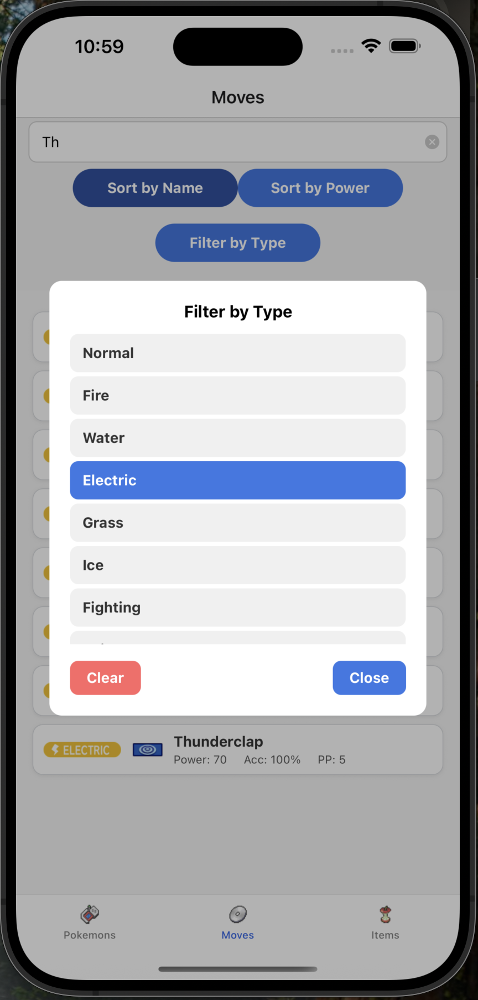 10:59
Moves
Th
Sort by Name
Sort by Power
Filter by Type
Filter by Type
Normal
Fire
Water
Electric
Grass
Ice
Fighting
Clear
Close
ELECTRIC
Thunderclap
Power: 70 Acc: 100% PP: 5
Pokemons
Moves
Items